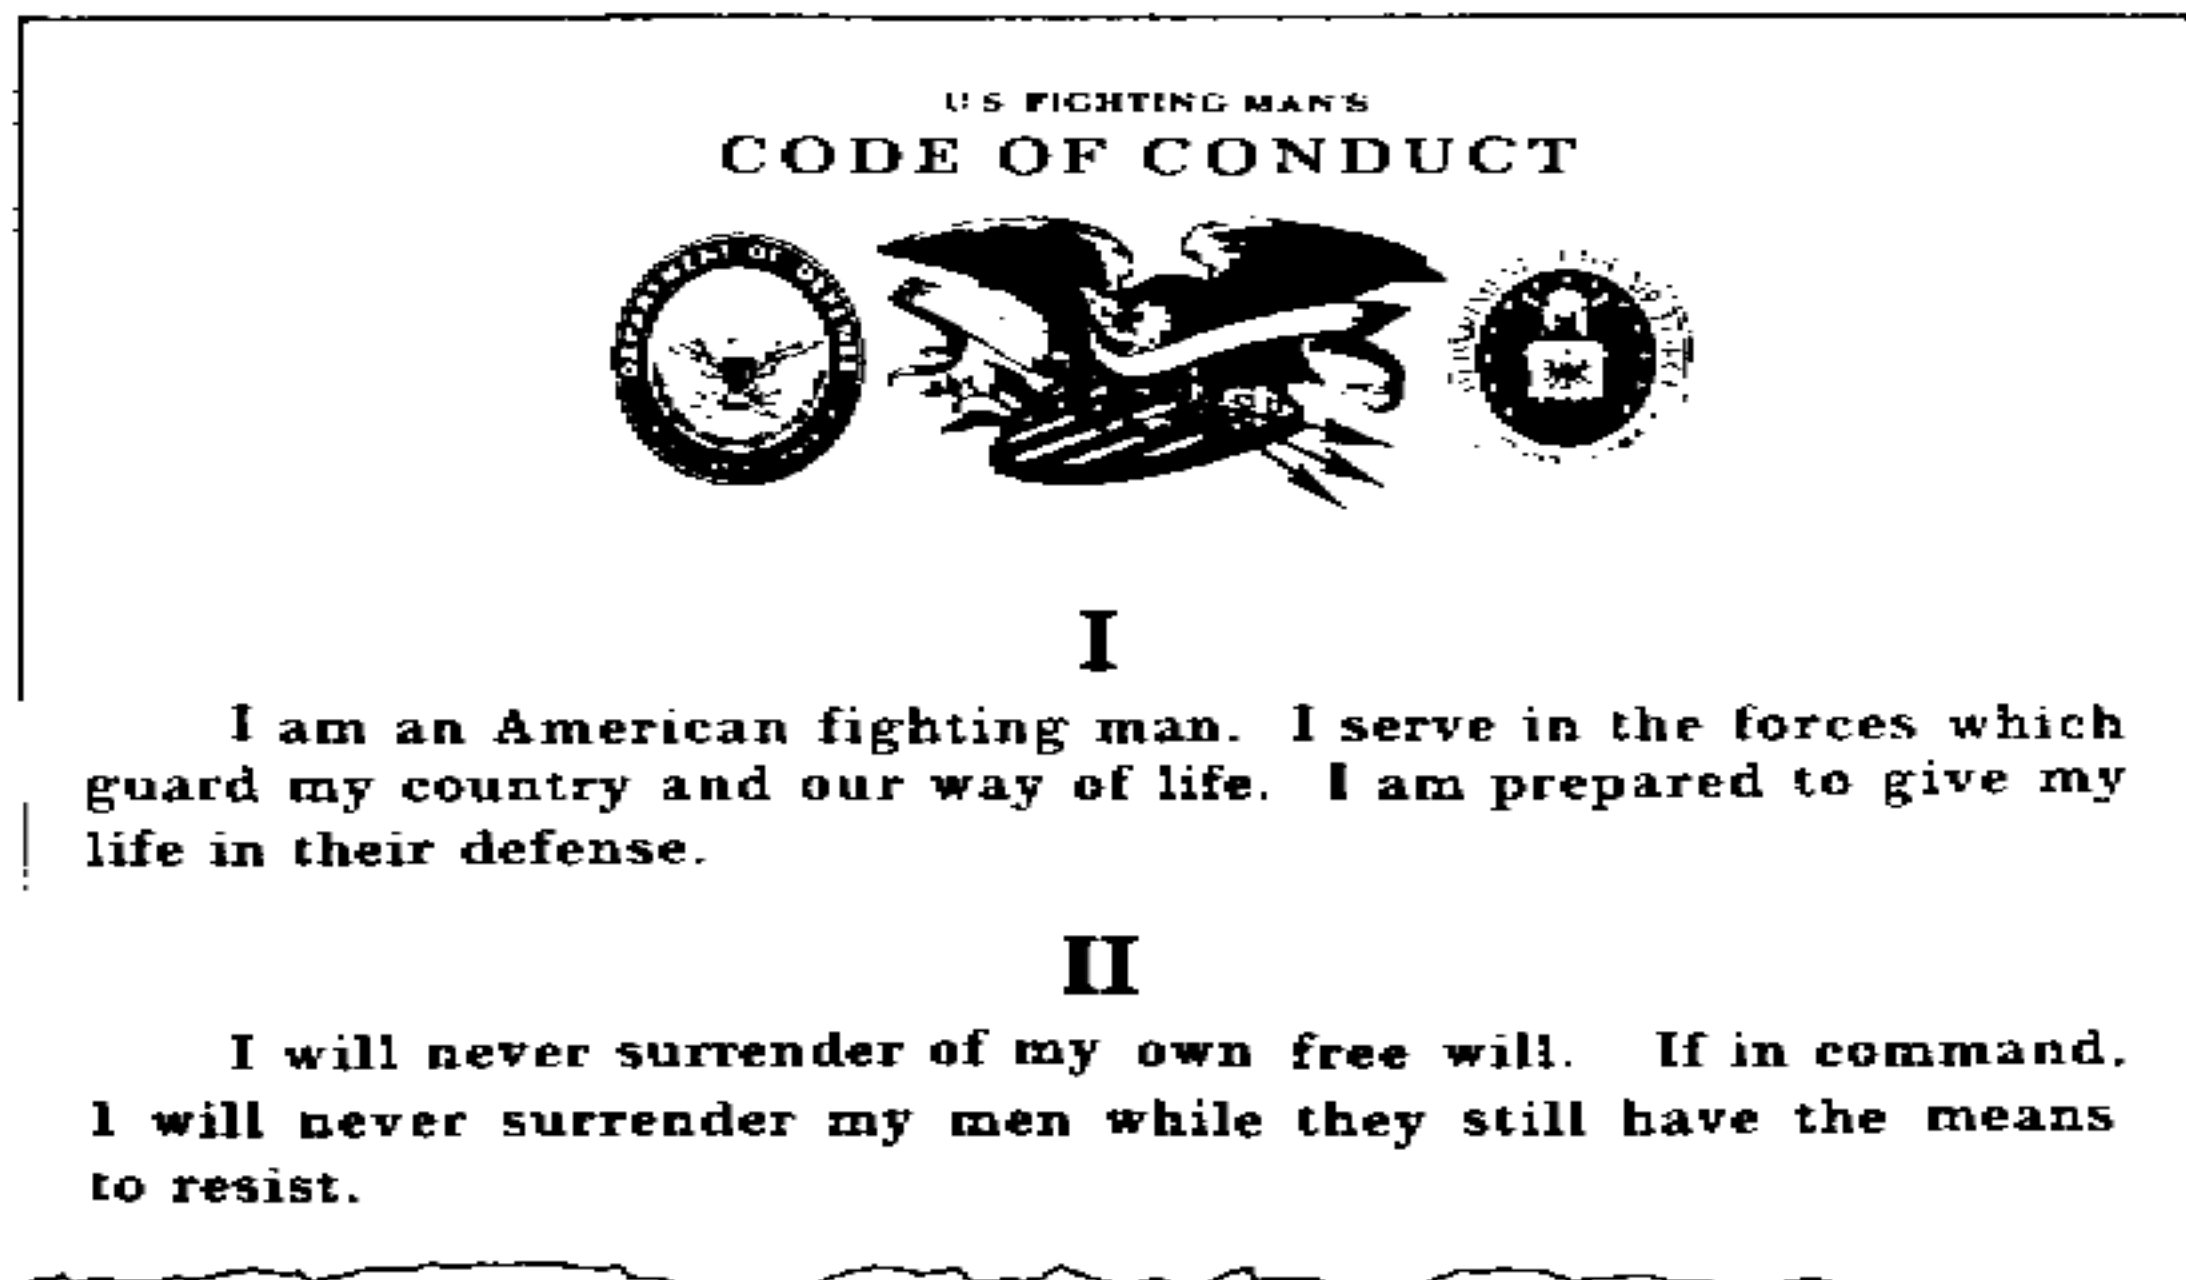 U S FIGHTING MAN'S
CODE OF CONDUCT
DEPARTMENT OF DEFENSE
I
I am an American fighting man. I serve in the forces which
guard my country and our way of life. I am prepared to give my
life in their defense.
II
I will never surrender of my own free will. If in command,
I will never surrender my men while they still have the means
to resist.